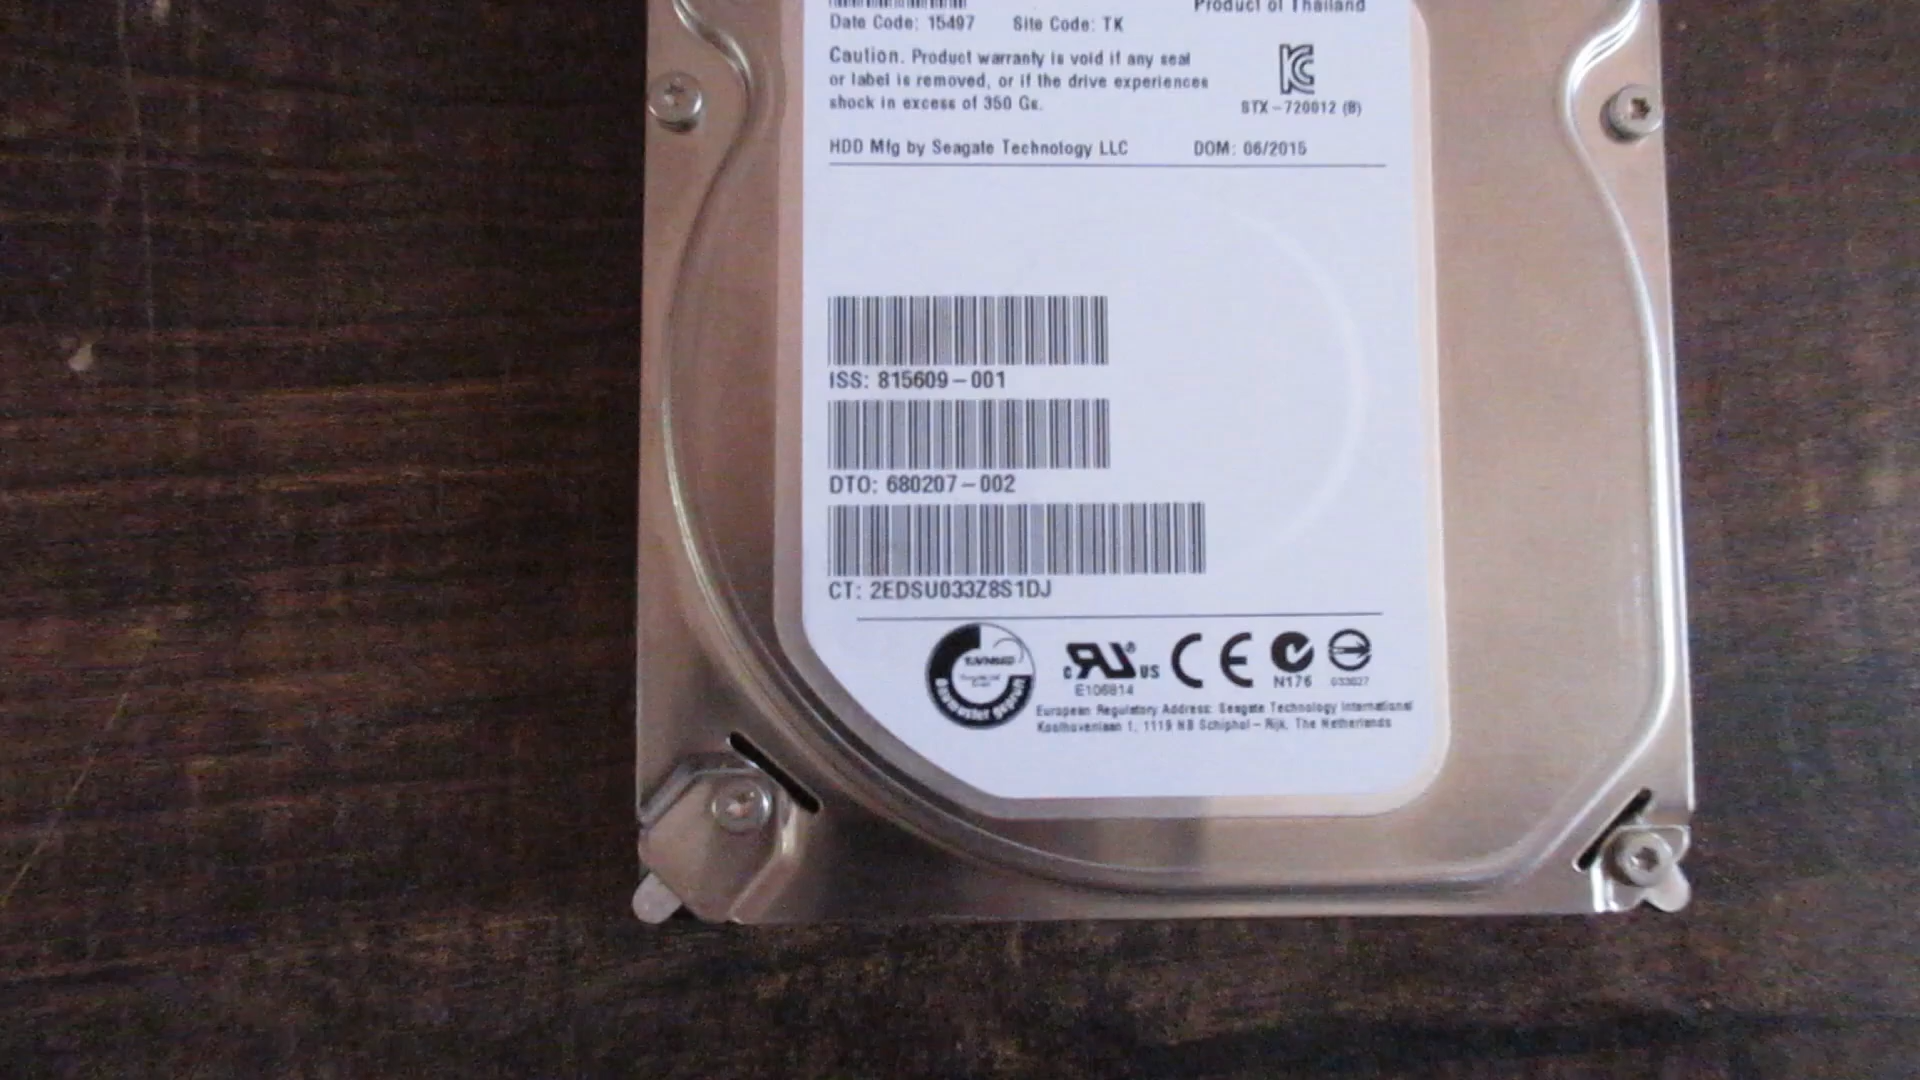 Product of Thailand
Date Code: 15497 Site Code: TK
Caution. Product warranty is void if any seal
or label is removed, or if the drive experiences
shock in excess of 350 Gs.
STX-720012 (B)
HDD Mfg by Seagate Technology LLC DOM: 06/2015
ISS: 815609-001
DTO: 680207-002
CT: 2EDSU033Z8S1DJ
c US
E106814
CE
N176
European Regulatory Address: Seagate Technology International
Koolhovenlaan 1, 1119 NB Schiphol-Rijk, The Netherlands